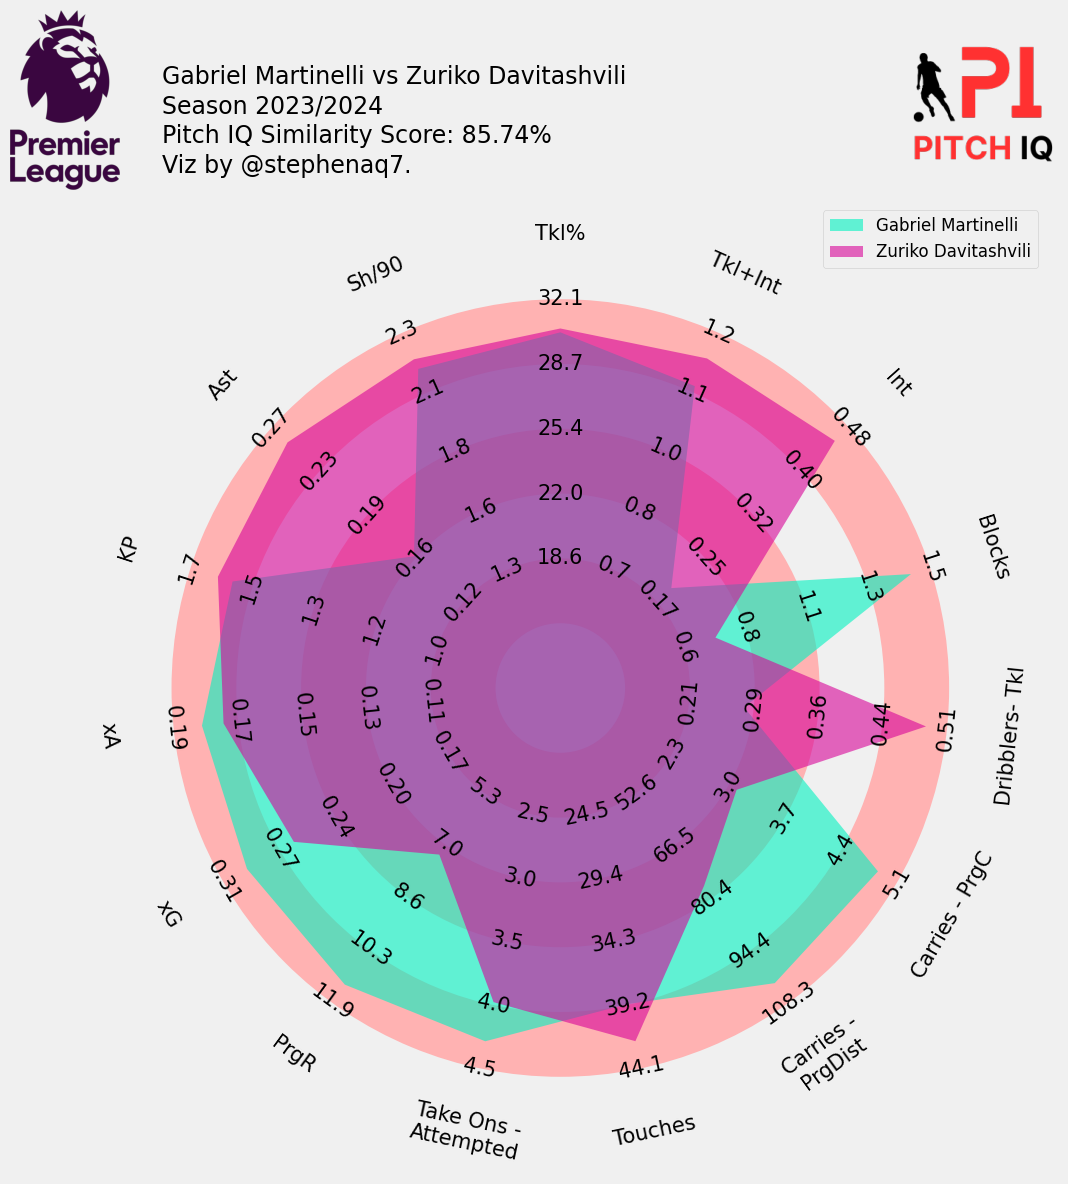 Premier
League
Gabriel Martinelli vs Zuriko Davitashvili
Season 2023/2024
Pitch IQ Similarity Score: 85.74%
Viz by @stephenaq7.
PI
PITCH IQ
Gabriel Martinelli
Zuriko Davitashvili
Tkl%
32.1
28.7
25.4
22.0
18.6
Tkl+Int
1.2
1.1
1.0
0.8
0.7
Int
0.48
0.40
0.32
0.25
0.17
Blocks
1.5
1.3
1.1
0.8
0.6
Dribblers- Tkl
0.51
0.44
0.36
0.29
0.21
Carries - PrgC
5.1
4.4
3.7
3.0
2.3
Carries -
PrgDist
108.3
94.4
80.4
66.5
52.6
Touches
44.1
39.2
34.3
29.4
24.5
Take Ons -
Attempted
4.5
4.0
3.5
3.0
2.5
PrgR
11.9
10.3
8.6
7.0
5.3
xG
0.31
0.27
0.24
0.20
0.17
xA
0.19
0.17
0.15
0.13
0.11
KP
1.7
1.5
1.3
1.2
1.0
Ast
0.27
0.23
0.19
0.16
0.12
Sh/90
2.3
2.1
1.8
1.6
1.3